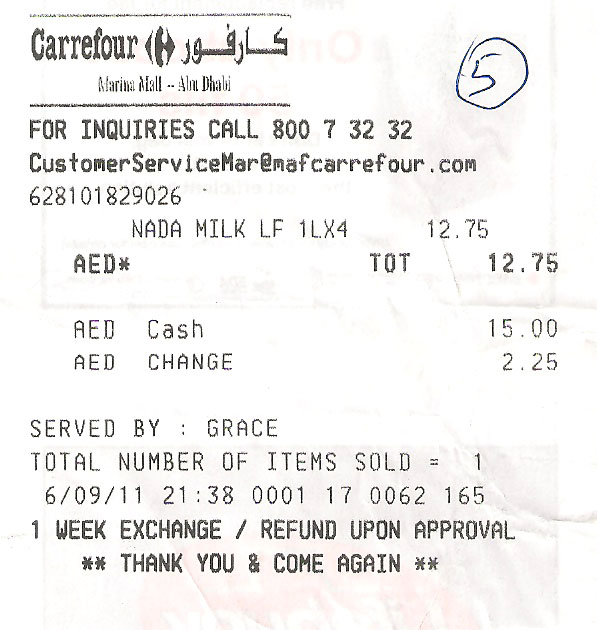 Carrefour كارفور
Marina Mall -- Abu Dhabi
5
FOR INQUIRIES CALL 800 7 32 32
CustomerServiceMar@mafcarrefour.com
628101829026
NADA MILK LF 1LX4 12.75
AED* TOT 12.75
AED Cash 15.00
AED CHANGE 2.25
SERVED BY : GRACE
TOTAL NUMBER OF ITEMS SOLD = 1
6/09/11 21:38 0001 17 0062 165
1 WEEK EXCHANGE / REFUND UPON APPROVAL
** THANK YOU & COME AGAIN **